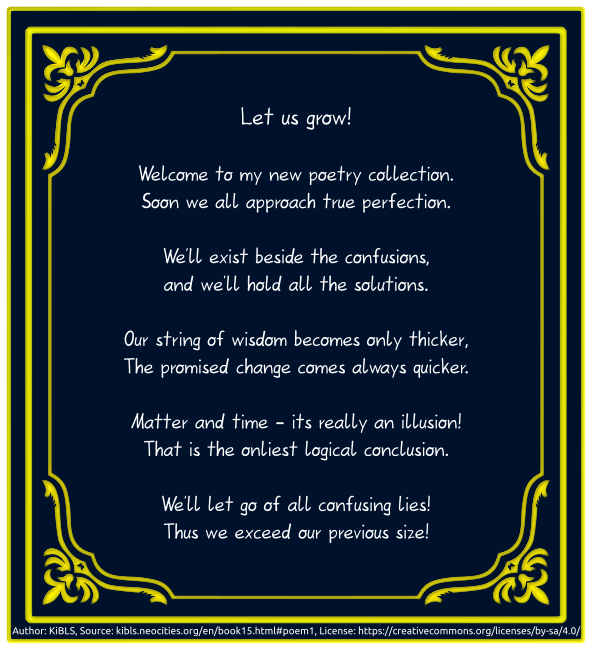 Let us grow!
Welcome to my new poetry collection.
Soon we all approach true perfection.
We'll exist beside the confusions,
and we'll hold all the solutions.
Our string of wisdom becomes only thicker,
The promised change comes always quicker.
Matter and time – its really an illusion!
That is the onliest logical conclusion.
We'll let go of all confusing lies!
Thus we exceed our previous size!
Author: KiBLS, Source: kibls.neocities.org/en/book15.html#poem1, License: https://creativecommons.org/licenses/by-sa/4.0/